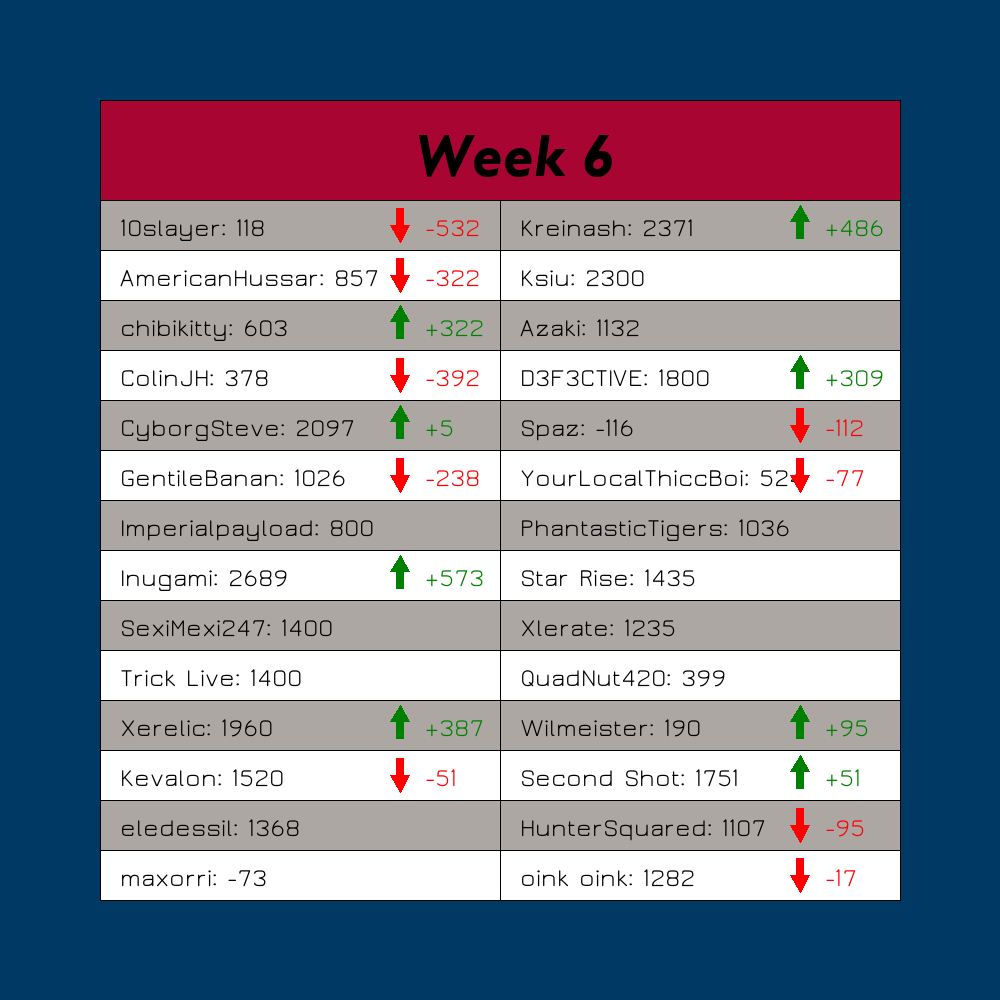 Week 6
10slayer: 118 -532
Kreinash: 2371 +486
AmericanHussar: 857 -322
Ksiu: 2300
chibikitty: 603 +322
Azaki: 1132
ColinJH: 378 -392
D3F3CTIVE: 1800 +309
CyborgSteve: 2097 +5
Spaz: -116 -112
GentileBanan: 1026 -238
YourLocalThiccBoi: -77
Imperialpayload: 800
PhantasticTigers: 1036
Inugami: 2689 +573
Star Rise: 1435
SexiMexi247: 1400
Xlerate: 1235
Trick Live: 1400
QuadNut420: 399
Xerelic: 1960 +387
Wilmeister: 190 +95
Kevalon: 1520 -51
Second Shot: 1751 +51
eledessil: 1368
HunterSquared: 1107 -95
maxorri: -73
oink oink: 1282 -17